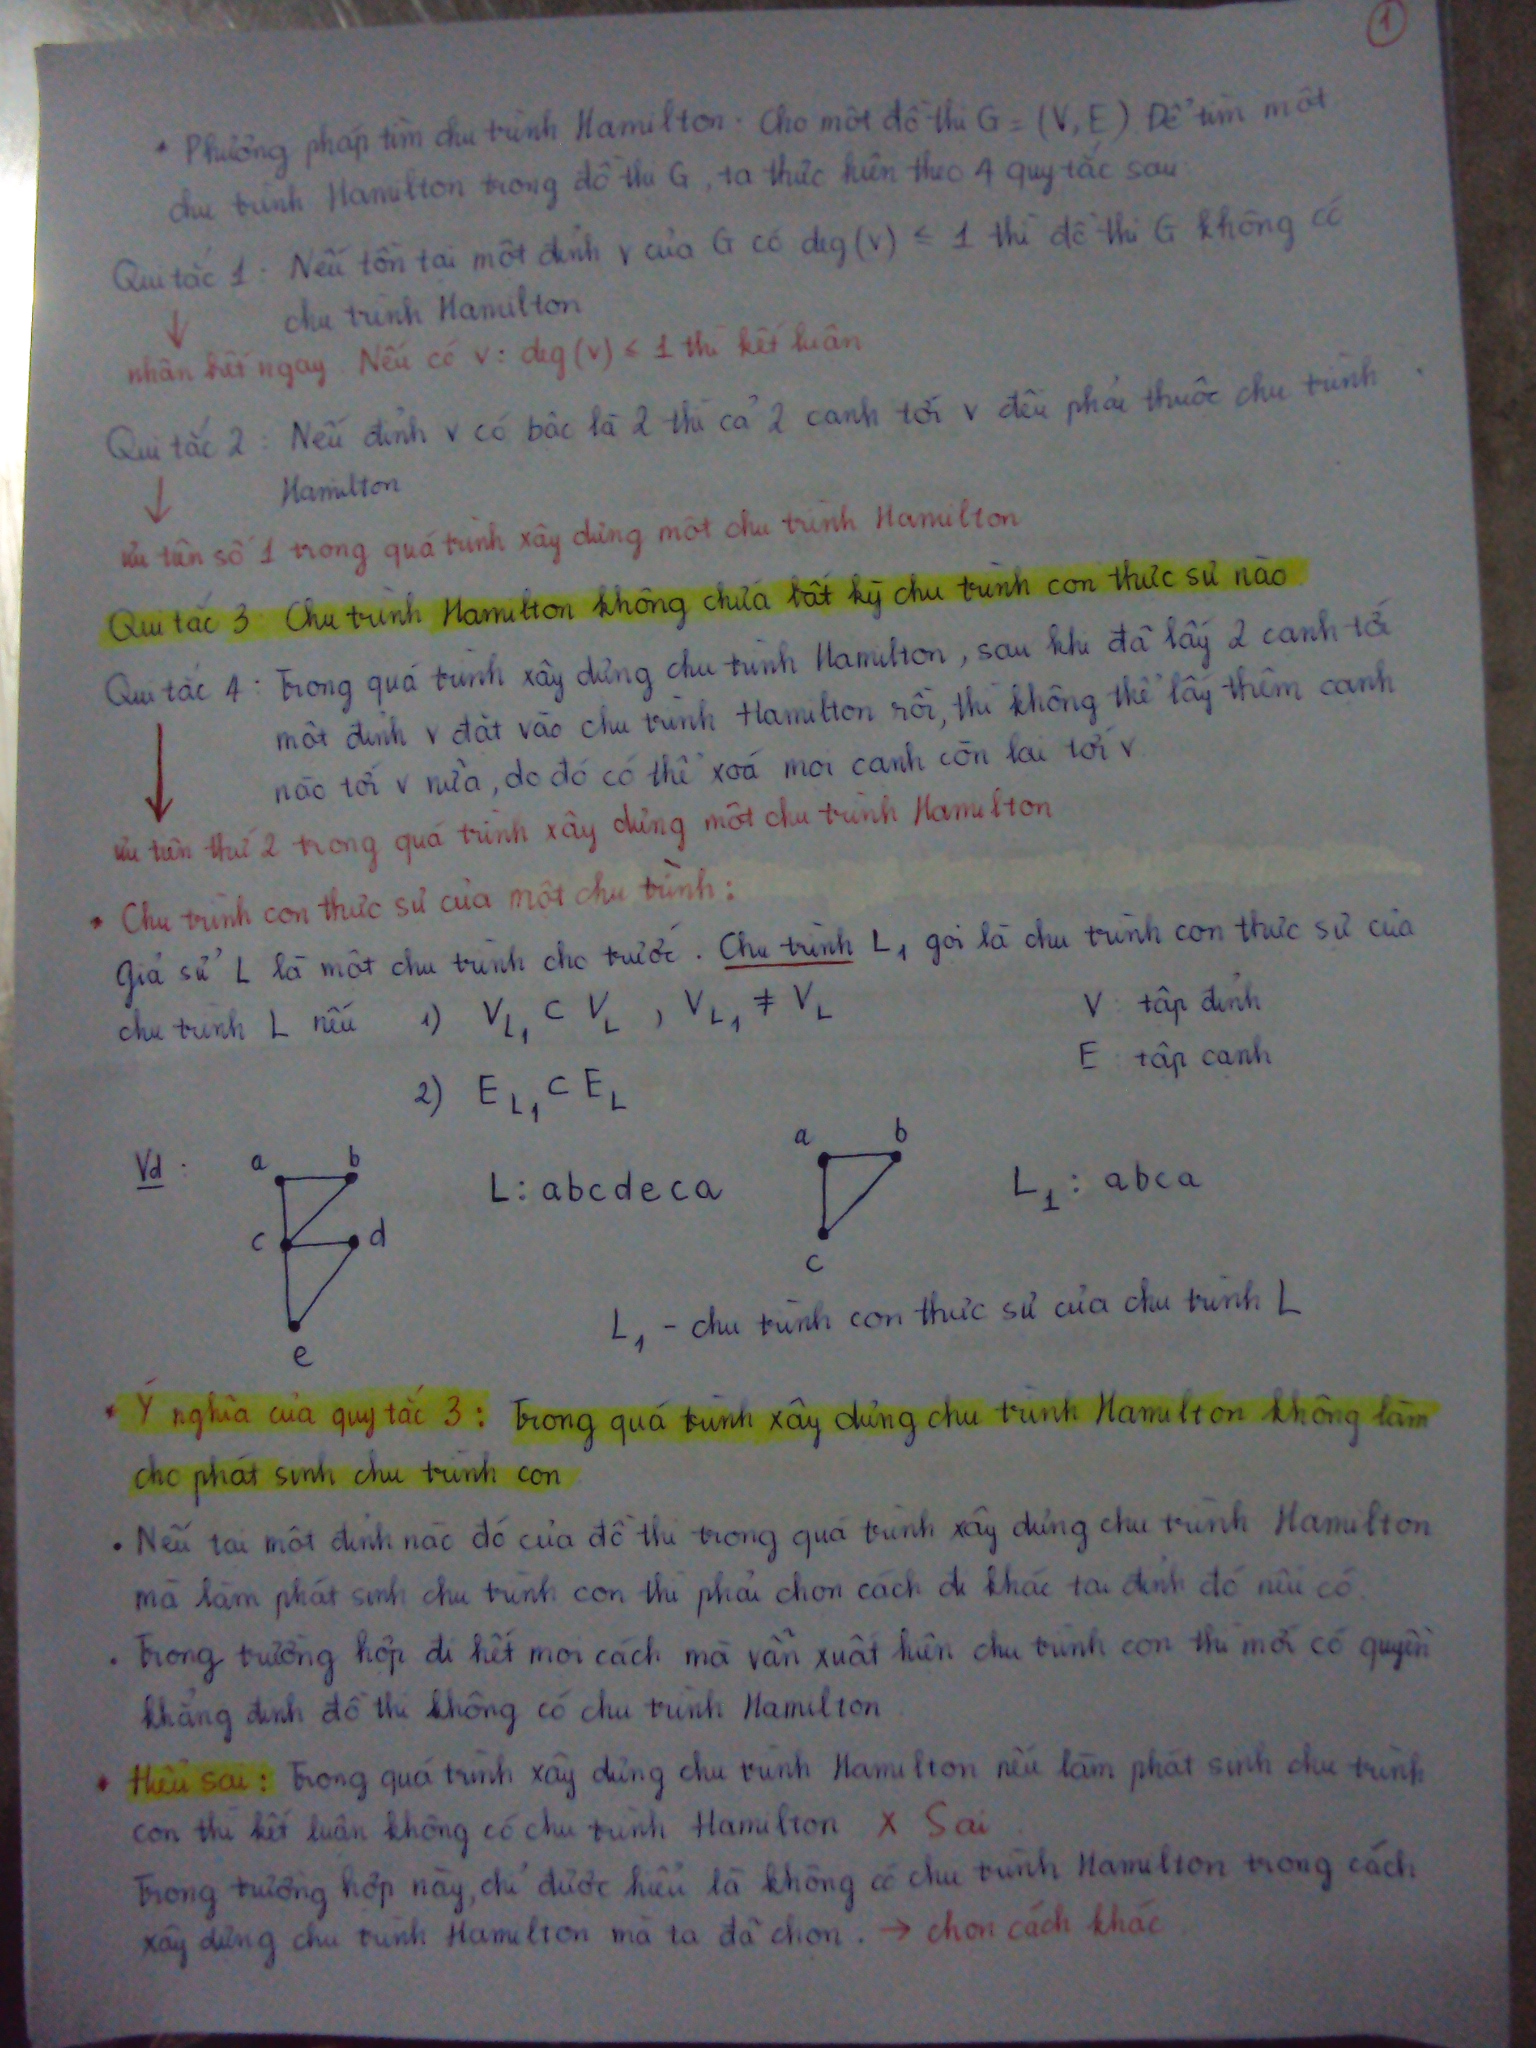 1
* Phương pháp tìm chu trình Hamilton. Cho một đồ thị G = (V, E). Để tìm một
chu trình Hamilton trong đồ thị G, ta thực hiện theo 4 quy tắc sau
Qui tắc 1: Nếu tồn tại một đỉnh v của G có deg(v) ≤ 1 thì đồ thị G không có
chu trình Hamilton
↓
nhận biết ngay. Nếu có v: deg(v) ≤ 1 thì kết luận
Qui tắc 2: Nếu đỉnh v có bậc là 2 thì cả 2 cạnh tới v đều phải thuộc chu trình
Hamilton
↓
ưu tiên số 1 trong quá trình xây dựng một chu trình Hamilton
Qui tắc 3: Chu trình Hamilton không chứa bất kỳ chu trình con thực sự nào.
Qui tắc 4: Trong quá trình xây dựng chu trình Hamilton, sau khi đã lấy 2 cạnh tới
một đỉnh v đặt vào chu trình Hamilton rồi, thì không thể lấy thêm cạnh
nào tới v nữa, do đó có thể xoá mọi cạnh còn lại tới v
↓
ưu tiên thứ 2 trong quá trình xây dựng một chu trình Hamilton
* Chu trình con thực sự của một chu trình:
Giả sử L là một chu trình cho trước. Chu trình L₁ gọi là chu trình con thực sự của
chu trình L nếu 1) V_L₁ ⊂ V_L , V_L₁ ≠ V_L V: tập đỉnh
2) E_L₁ ⊂ E_L E: tập cạnh
Vd: a b L: abcdeca a b L₁: abca
c d
c
e
L₁ - chu trình con thực sự của chu trình L
* Ý nghĩa của quy tắc 3: Trong quá trình xây dựng chu trình Hamilton không làm
cho phát sinh chu trình con
. Nếu tại một đỉnh nào đó của đồ thị trong quá trình xây dựng chu trình Hamilton
mà làm phát sinh chu trình con thì phải chọn cách đi khác tại đỉnh đó nếu có.
. Trong trường hợp đi hết mọi cách mà vẫn xuất hiện chu trình con thì mới có quyền
khẳng định đồ thị không có chu trình Hamilton
* Hiểu sai: Trong quá trình xây dựng chu trình Hamilton nếu làm phát sinh chu trình
con thì kết luận không có chu trình Hamilton X Sai
Trong trường hợp này, chỉ được hiểu là không có chu trình Hamilton trong cách
xây dựng chu trình Hamilton mà ta đã chọn. → chọn cách khác